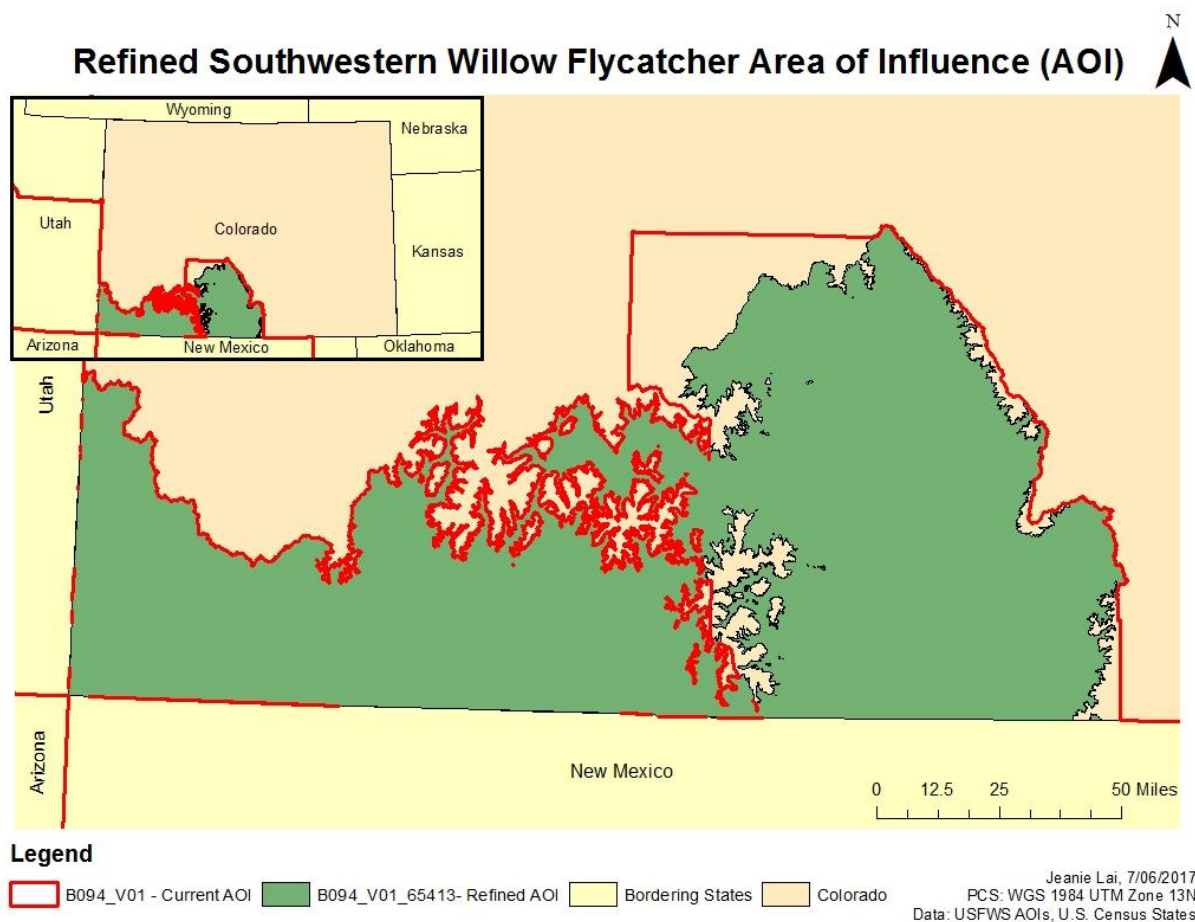 N
Refined Southwestern Willow Flycatcher Area of Influence (AOI)
Wyoming
Nebraska
Utah
Colorado
Kansas
Arizona
New Mexico
Oklahoma
Utah
Arizona
New Mexico
0 12.5 25 50 Miles
Legend
B094_V01 - Current AOI
B094_V01_65413- Refined AOI
Bordering States
Colorado
Jeanie Lai, 7/06/2017
PCS: WGS 1984 UTM Zone 13N
Data: USFWS AOIs, U.S. Census States